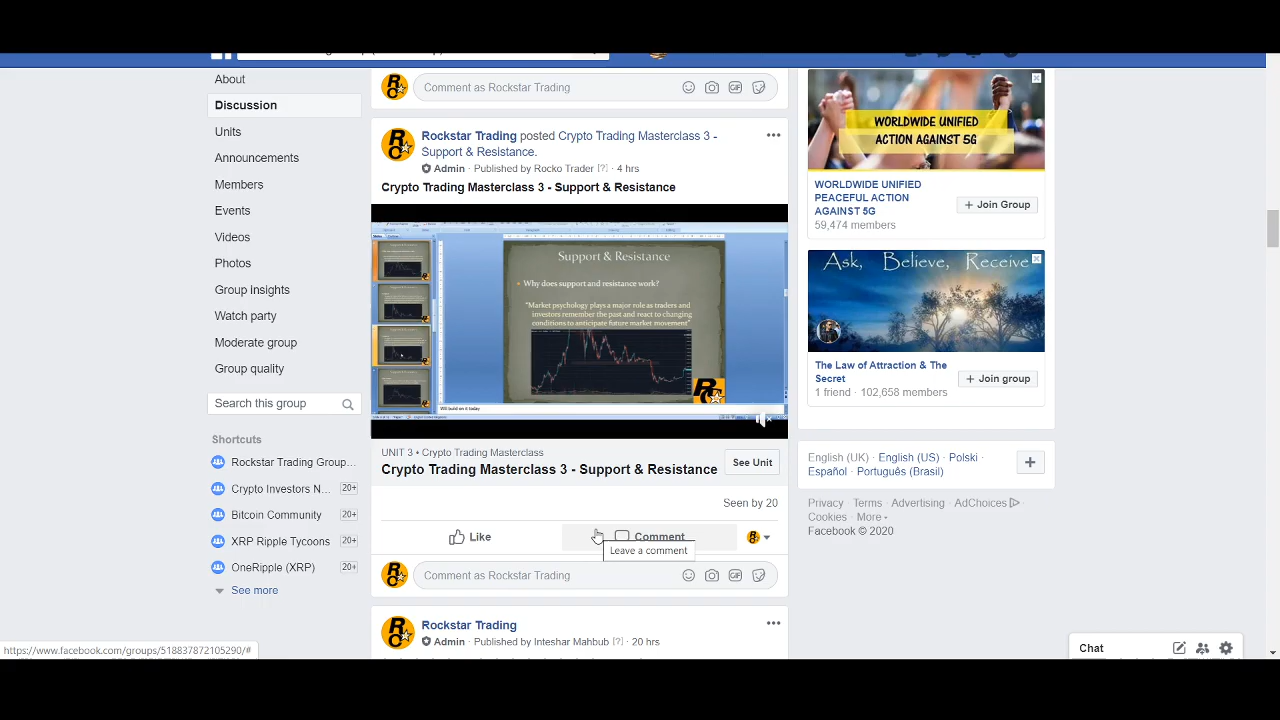 About
Discussion
Units
Announcements
Members
Events
Videos
Photos
Group insights
Watch party
Moderate group
Group quality
Search this group
Shortcuts
Rockstar Trading Group...
Crypto Investors N... 20+
Bitcoin Community 20+
XRP Ripple Tycoons 20+
OneRipple (XRP) 20+
See more
https://www.facebook.com/groups/518837872105290/#
Comment as Rockstar Trading
GIF
Rockstar Trading posted Crypto Trading Masterclass 3 -
Support & Resistance.
Admin · Published by Rocko Trader [?] · 4 hrs
Crypto Trading Masterclass 3 - Support & Resistance
Support & Resistance
Why does support and resistance work?
"Market psychology plays a major role as traders and
investors remember the past and react to changing
conditions to anticipate future market movement"
R
UNIT 3 • Crypto Trading Masterclass
Crypto Trading Masterclass 3 - Support & Resistance
See Unit
Seen by 20
Like
Comment
Leave a comment
Comment as Rockstar Trading
GIF
Rockstar Trading
Admin · Published by Inteshar Mahbub [?] · 20 hrs
WORLDWIDE UNIFIED
ACTION AGAINST 5G
WORLDWIDE UNIFIED
PEACEFUL ACTION
AGAINST 5G
59,474 members
+ Join Group
Ask, Believe, Receive
The Law of Attraction & The
Secret
1 friend · 102,658 members
+ Join group
English (UK) · English (US) · Polski ·
Español · Português (Brasil)
Privacy · Terms · Advertising · AdChoices
Cookies · More
Facebook © 2020
Chat